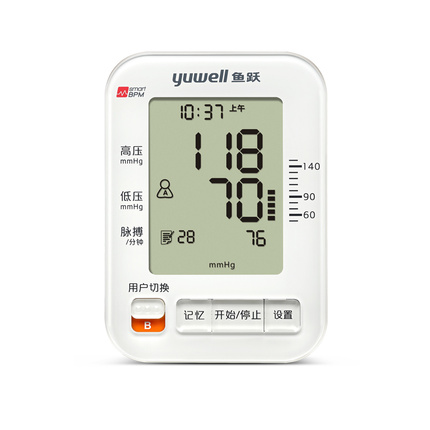 yuwell 鱼跃
smart
BPM
10:37 上午
高压
mmHg
118
140
低压
mmHg
A
70
90
60
脉搏
/分钟
28
76
mmHg
用户切换
B
记忆 开始/停止 设置